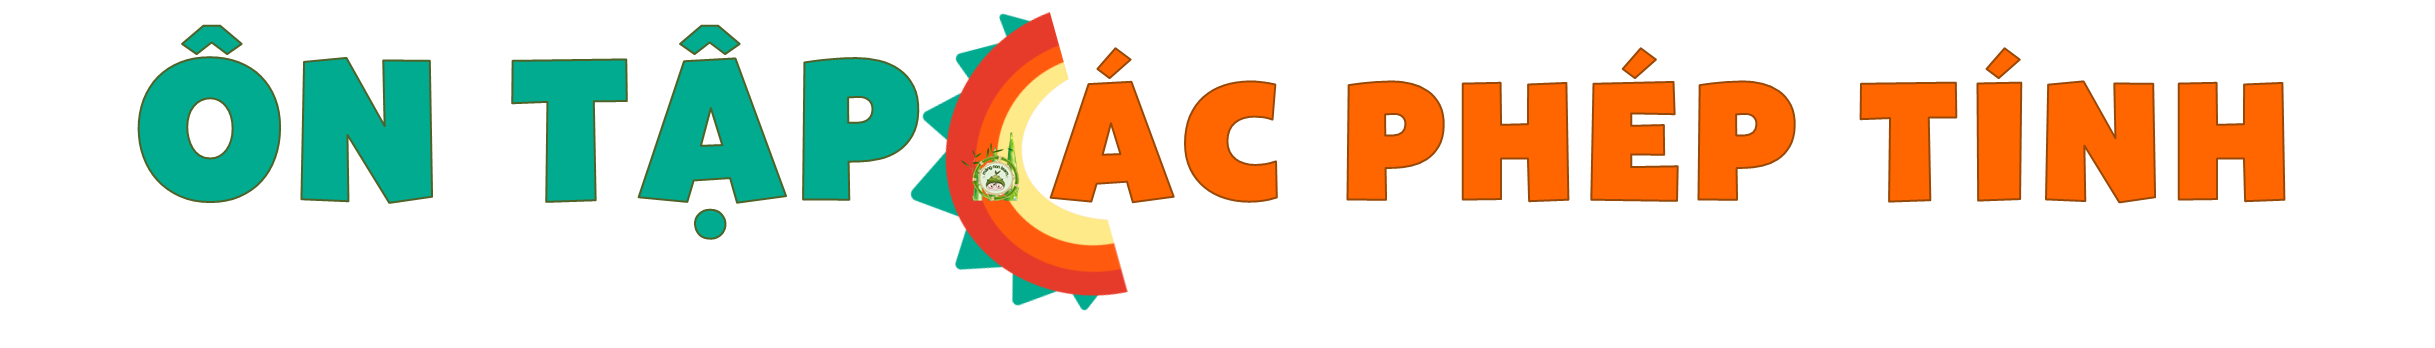 ÔN TẬP CÁC PHÉP TÍNH